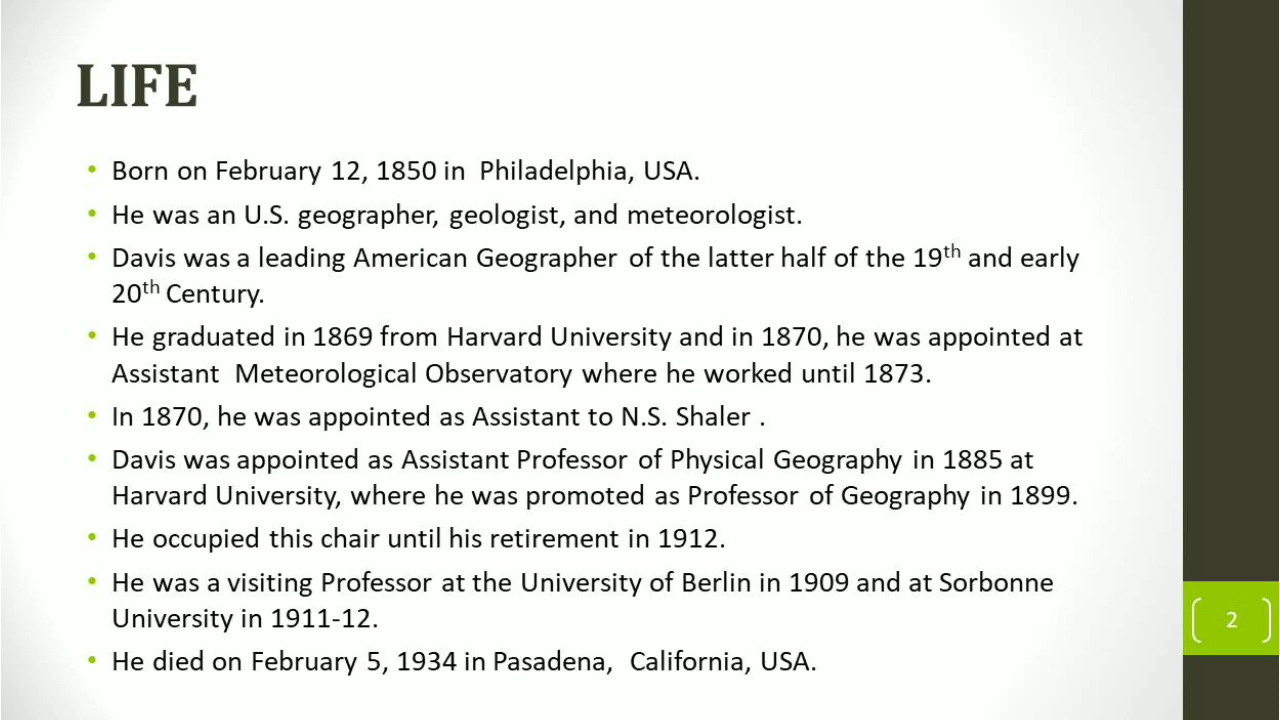 LIFE
• Born on February 12, 1850 in Philadelphia, USA.
• He was an U.S. geographer, geologist, and meteorologist.
• Davis was a leading American Geographer of the latter half of the 19th and early
20th Century.
• He graduated in 1869 from Harvard University and in 1870, he was appointed at
Assistant Meteorological Observatory where he worked until 1873.
• In 1870, he was appointed as Assistant to N.S. Shaler .
• Davis was appointed as Assistant Professor of Physical Geography in 1885 at
Harvard University, where he was promoted as Professor of Geography in 1899.
• He occupied this chair until his retirement in 1912.
• He was a visiting Professor at the University of Berlin in 1909 and at Sorbonne
University in 1911-12.
• He died on February 5, 1934 in Pasadena, California, USA.
2